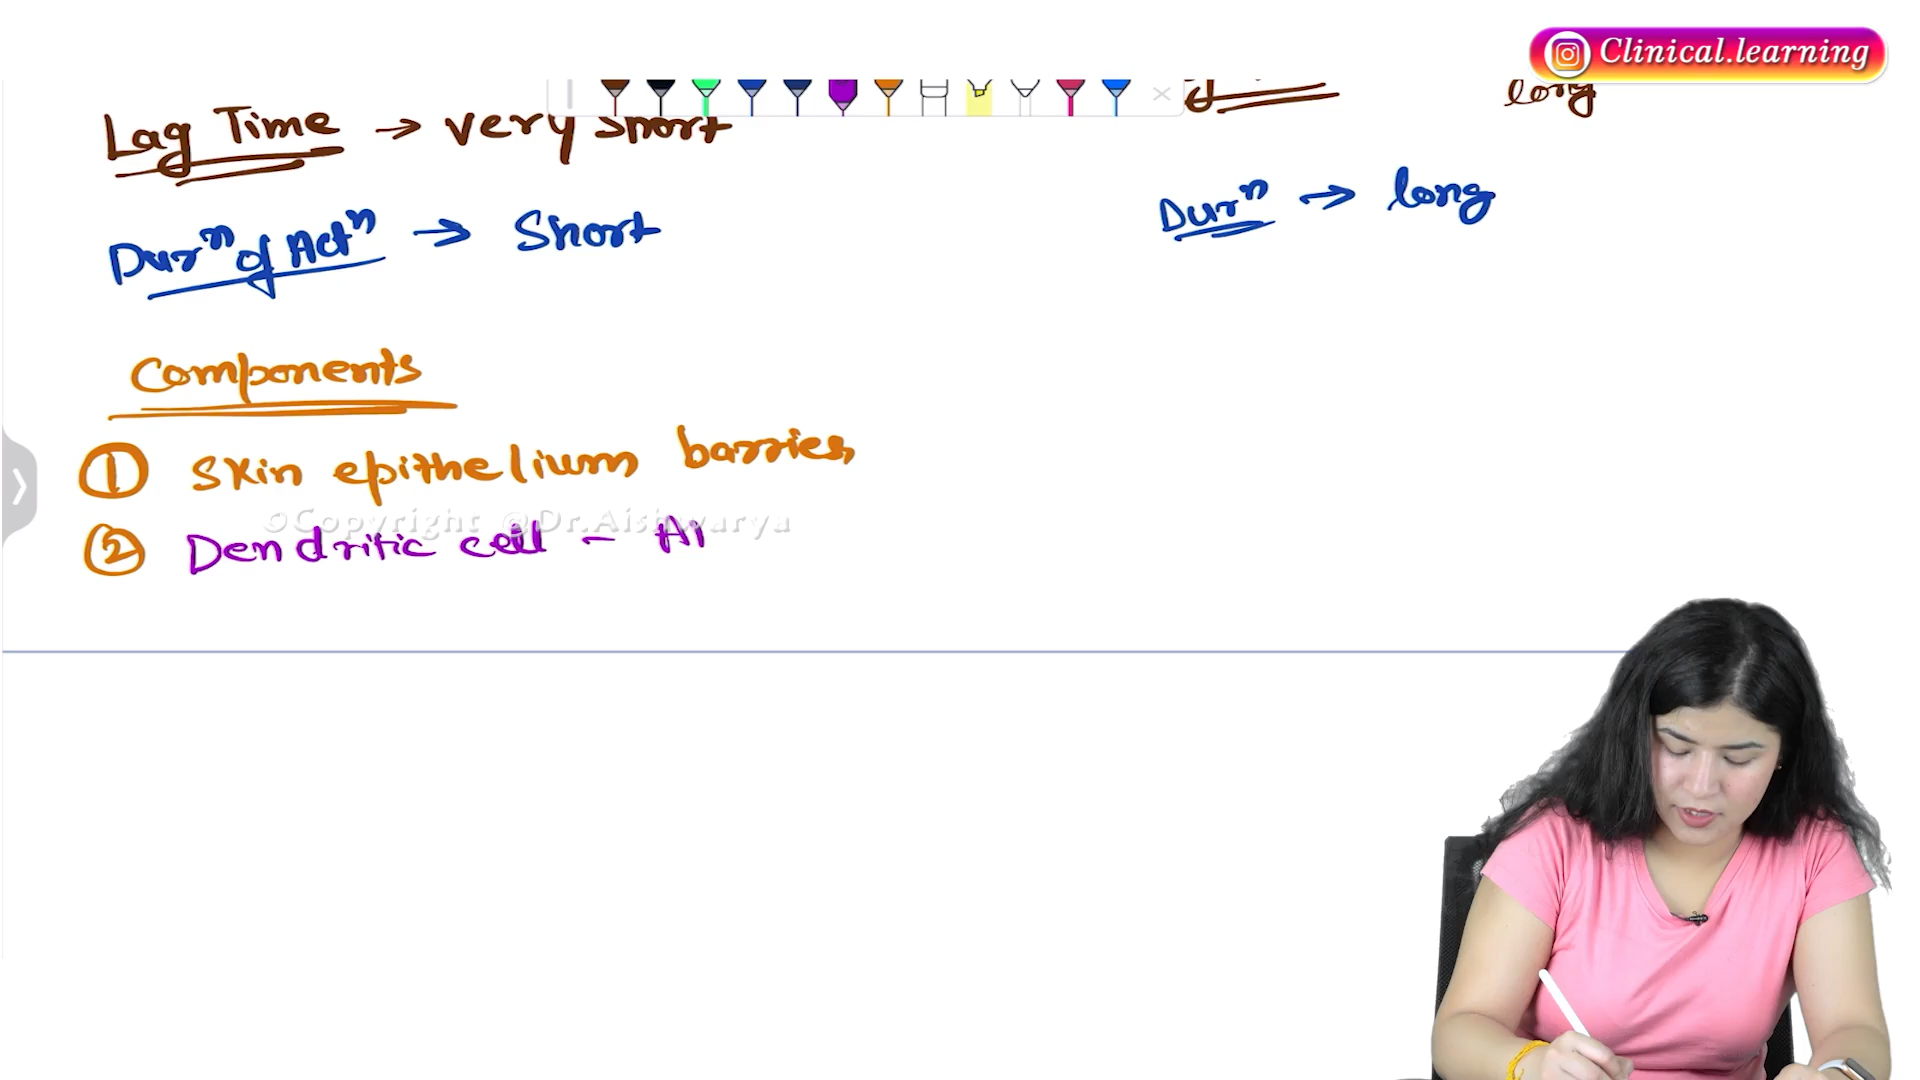 Clinical.learning
Lag Time → very short
long
Durⁿ of Actⁿ → Short
Durⁿ → long
Components
① Skin epithelium barrier
©Copyright @Dr.Aishwarya
② Dendritic cell - A